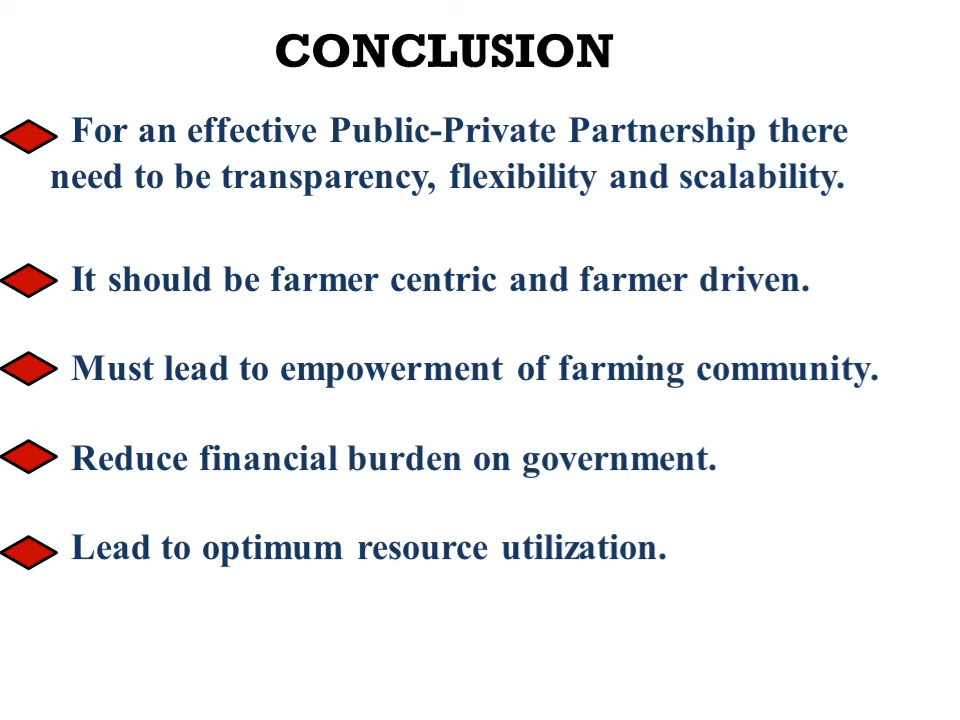 CONCLUSION
For an effective Public-Private Partnership there
need to be transparency, flexibility and scalability.
It should be farmer centric and farmer driven.
Must lead to empowerment of farming community.
Reduce financial burden on government.
Lead to optimum resource utilization.